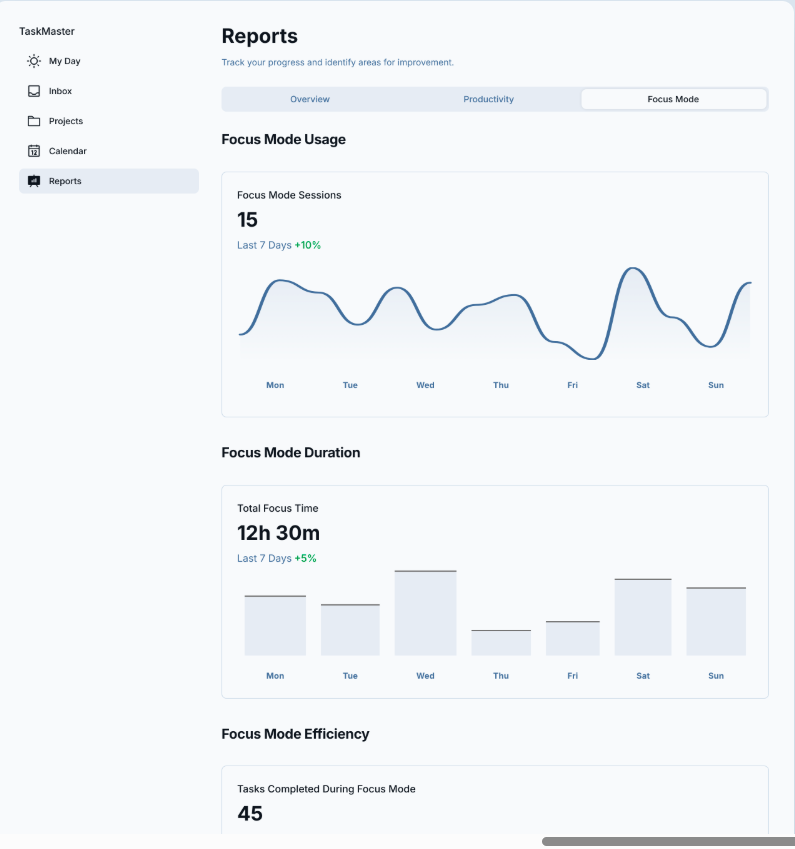 TaskMaster
My Day
Inbox
Projects
Calendar
12
Reports
Reports
Track your progress and identify areas for improvement.
Overview
Productivity
Focus Mode
Focus Mode Usage
Focus Mode Sessions
15
Last 7 Days +10%
Mon Tue Wed Thu Fri Sat Sun
Focus Mode Duration
Total Focus Time
12h 30m
Last 7 Days +5%
Mon Tue Wed Thu Fri Sat Sun
Focus Mode Efficiency
Tasks Completed During Focus Mode
45